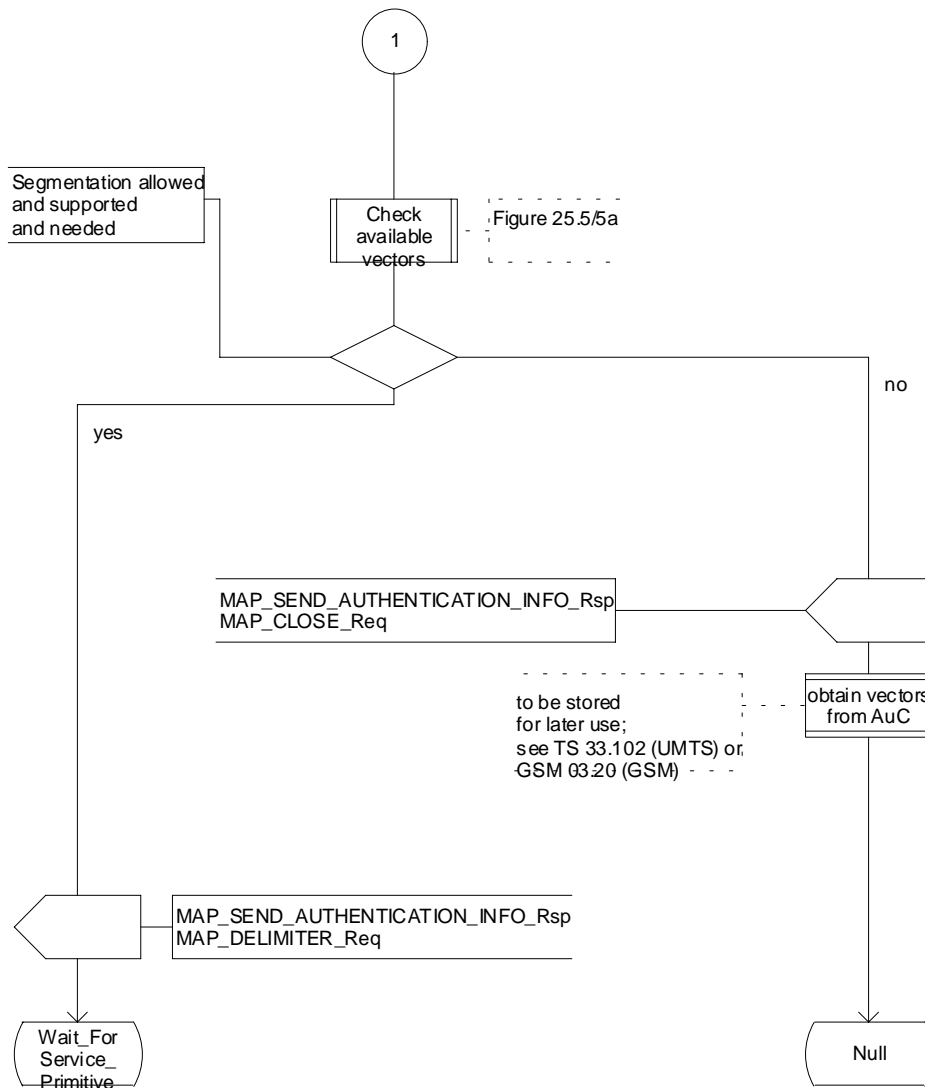 1
Segmentation allowed
and supported
and needed
Check
available
vectors
Figure 25.5/5a
no
yes
MAP_SEND_AUTHENTICATION_INFO_Rsp
MAP_CLOSE_Req
to be stored
for later use;
see TS 33.102 (UMTS) or
GSM 03.20 (GSM)
obtain vectors
from AuC
MAP_SEND_AUTHENTICATION_INFO_Rsp
MAP_DELIMITER_Req
Wait_For
Service_
Primitive
Null